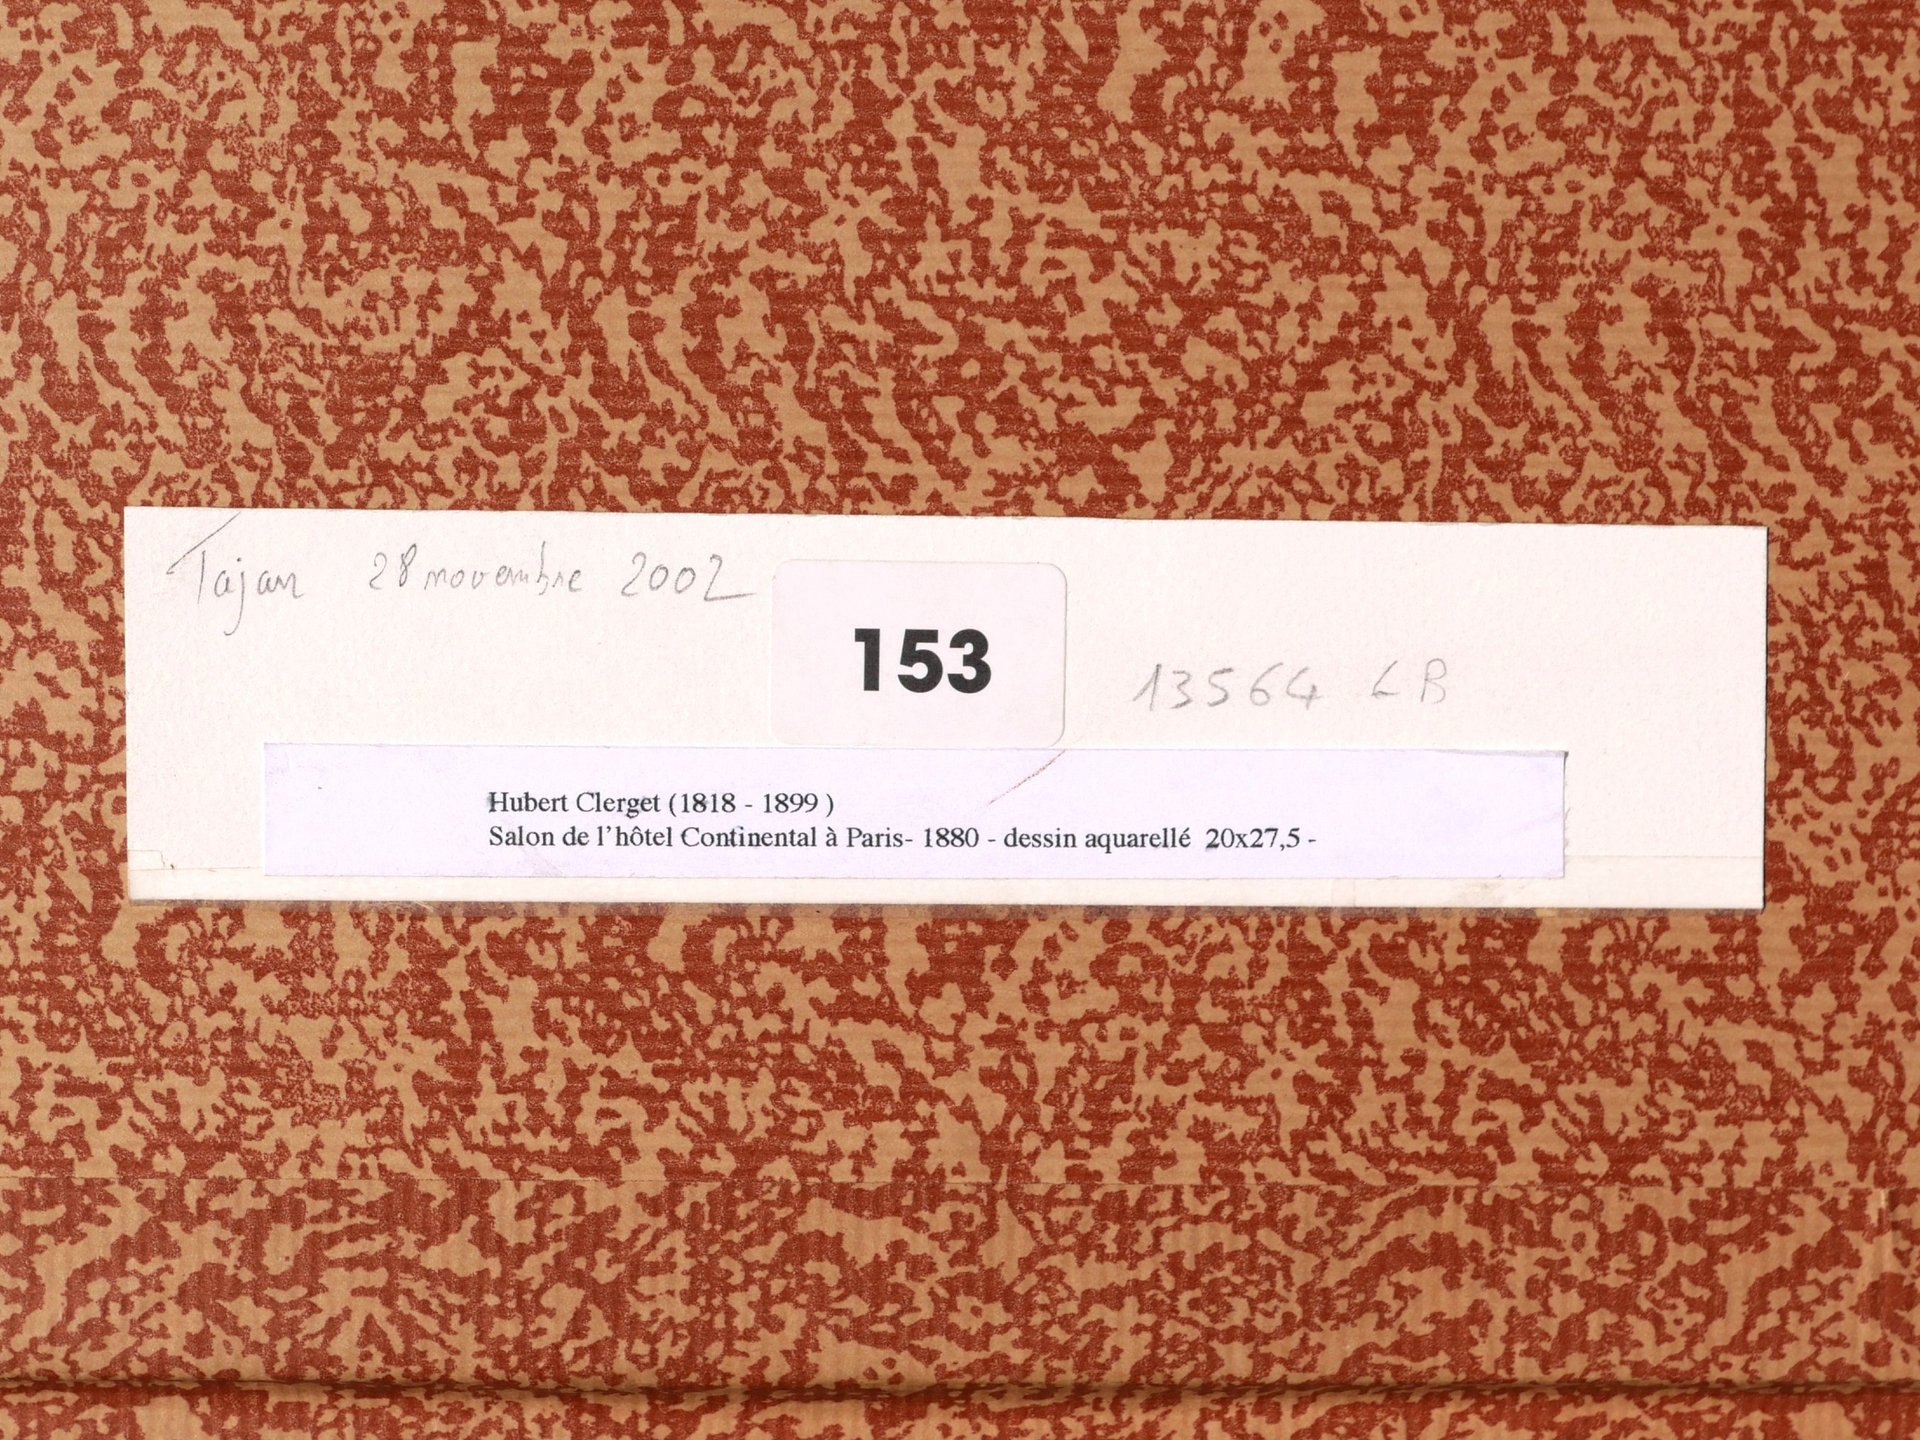 Tajan 28 novembre 2002
153
13564 LB
Hubert Clerget (1818 - 1899 )
Salon de l’hôtel Continental à Paris- 1880 - dessin aquarellé 20x27,5 -